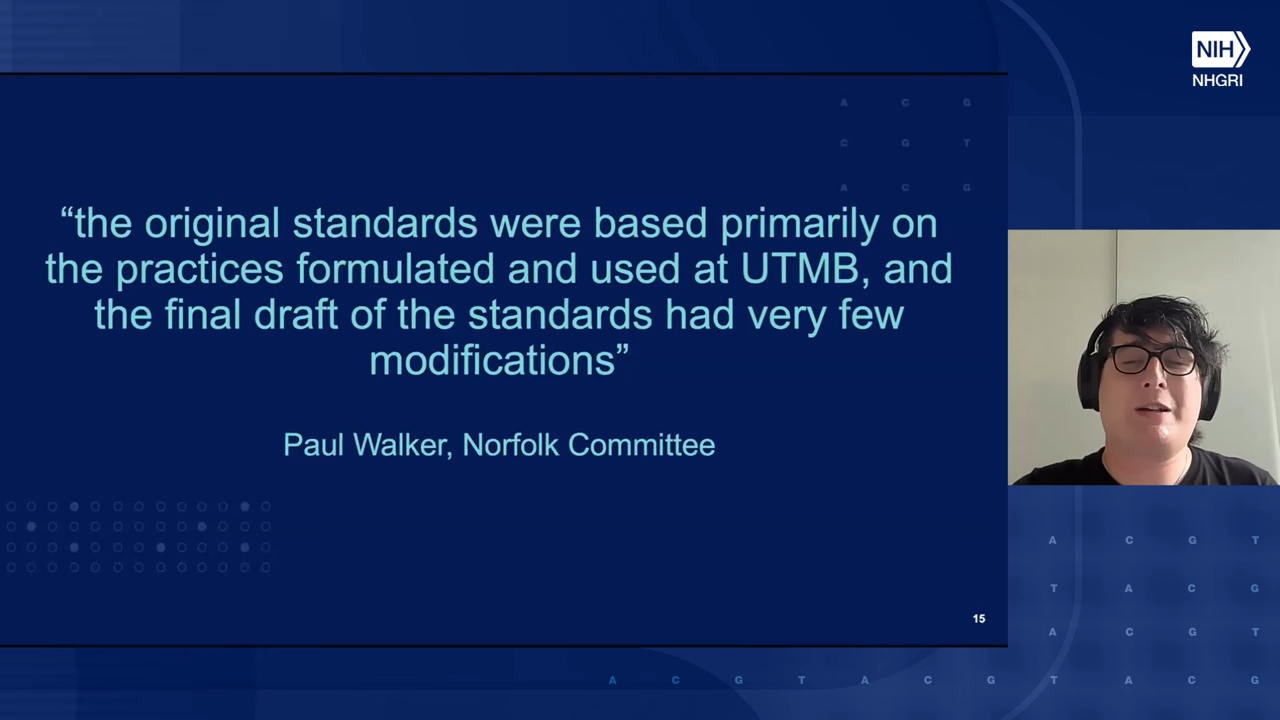 NIH
NHGRI
A C G
C G T
A C G
“the original standards were based primarily on
the practices formulated and used at UTMB, and
the final draft of the standards had very few
modifications”
Paul Walker, Norfolk Committee
15
A C G T
T A C G
A C G T
A C G T A C G T A C G